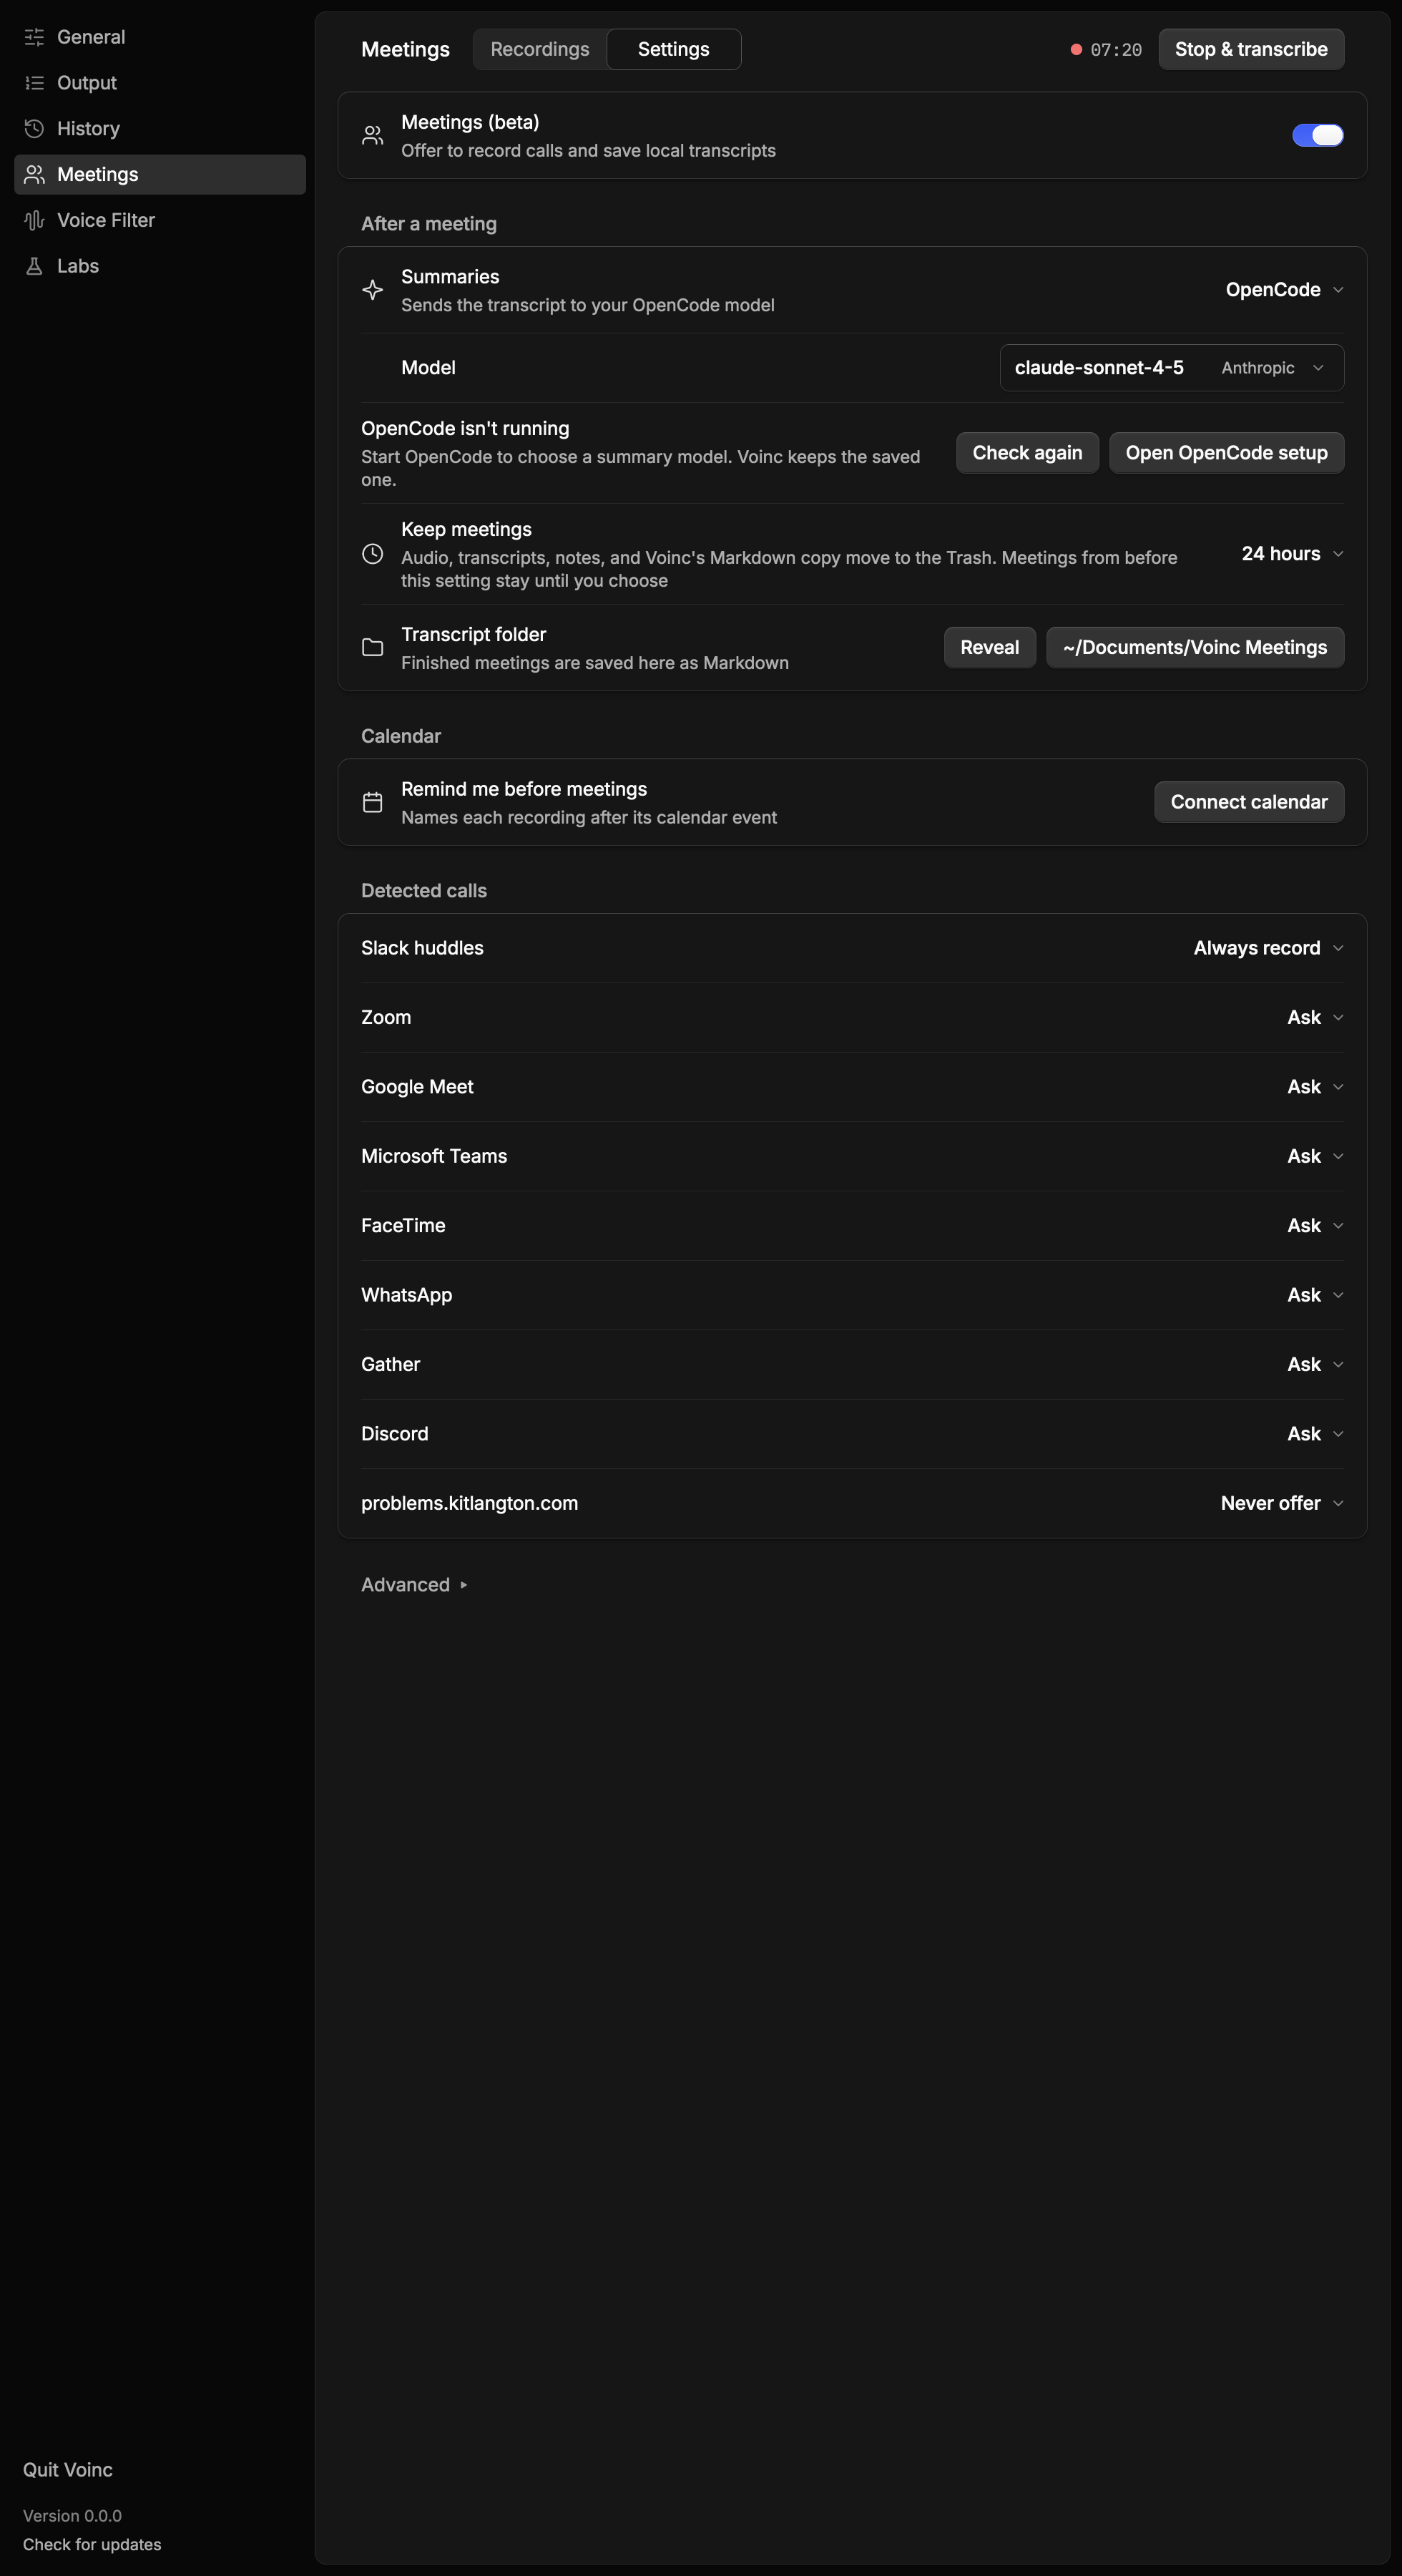 General
Output
History
Meetings
Voice Filter
Labs
Quit Voinc
Version 0.0.0
Check for updates
Meetings
Recordings
Settings
07:20
Stop & transcribe
Meetings (beta)
Offer to record calls and save local transcripts
After a meeting
Summaries
Sends the transcript to your OpenCode model
OpenCode
Model
claude-sonnet-4-5 Anthropic
OpenCode isn't running
Start OpenCode to choose a summary model. Voinc keeps the saved
one.
Check again
Open OpenCode setup
Keep meetings
Audio, transcripts, notes, and Voinc's Markdown copy move to the Trash. Meetings from before
this setting stay until you choose
24 hours
Transcript folder
Finished meetings are saved here as Markdown
Reveal
~/Documents/Voinc Meetings
Calendar
Remind me before meetings
Names each recording after its calendar event
Connect calendar
Detected calls
Slack huddles
Always record
Zoom
Ask
Google Meet
Ask
Microsoft Teams
Ask
FaceTime
Ask
WhatsApp
Ask
Gather
Ask
Discord
Ask
problems.kitlangton.com
Never offer
Advanced